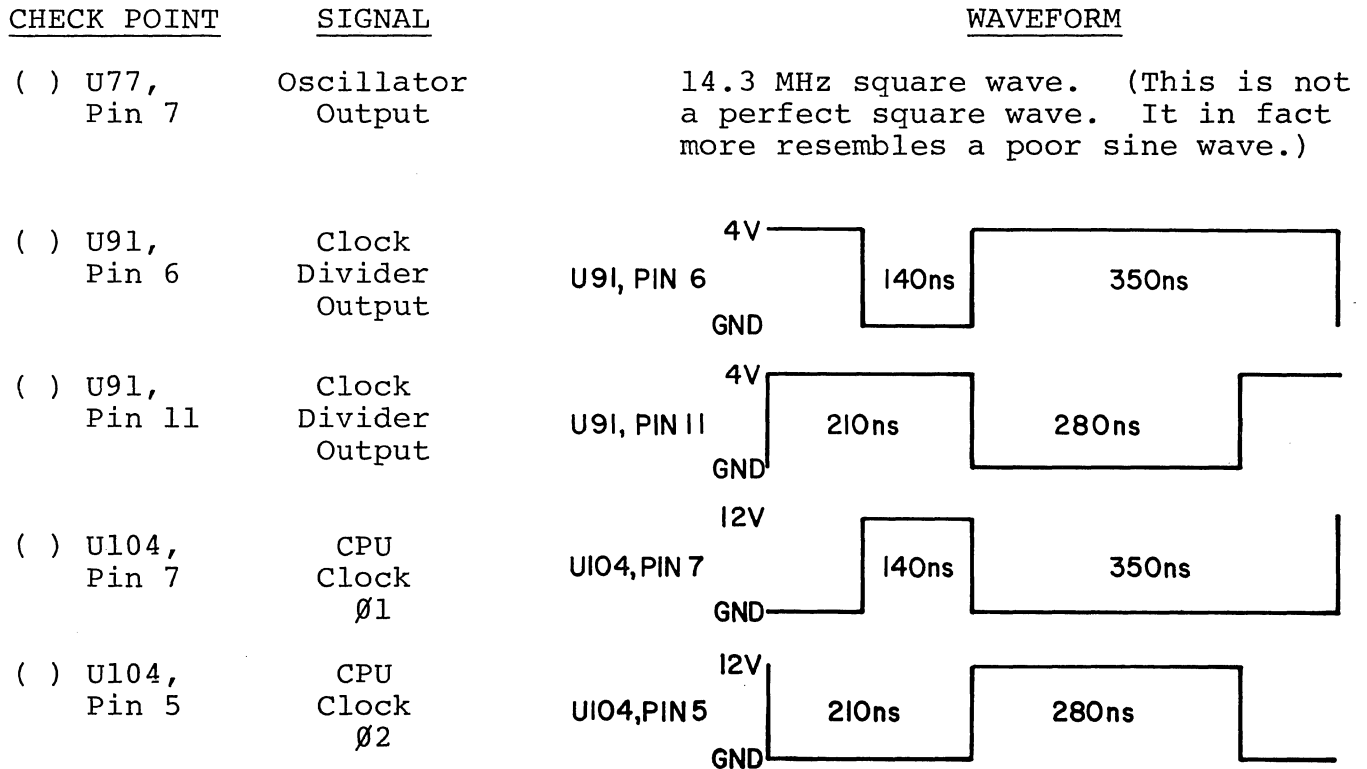 CHECK POINT SIGNAL WAVEFORM
( ) U77, Oscillator 14.3 MHz square wave. (This is not
Pin 7 Output a perfect square wave. It in fact
more resembles a poor sine wave.)
( ) U91, Clock
Pin 6 Divider
Output
4V
U91, PIN 6 140ns 350ns
GND
( ) U91, Clock
Pin 11 Divider
Output
4V
U91, PIN 11 210ns 280ns
GND
( ) U104, CPU
Pin 7 Clock
Ø1
12V
U104, PIN 7 140ns 350ns
GND
( ) U104, CPU
Pin 5 Clock
Ø2
12V
U104, PIN 5 210ns 280ns
GND